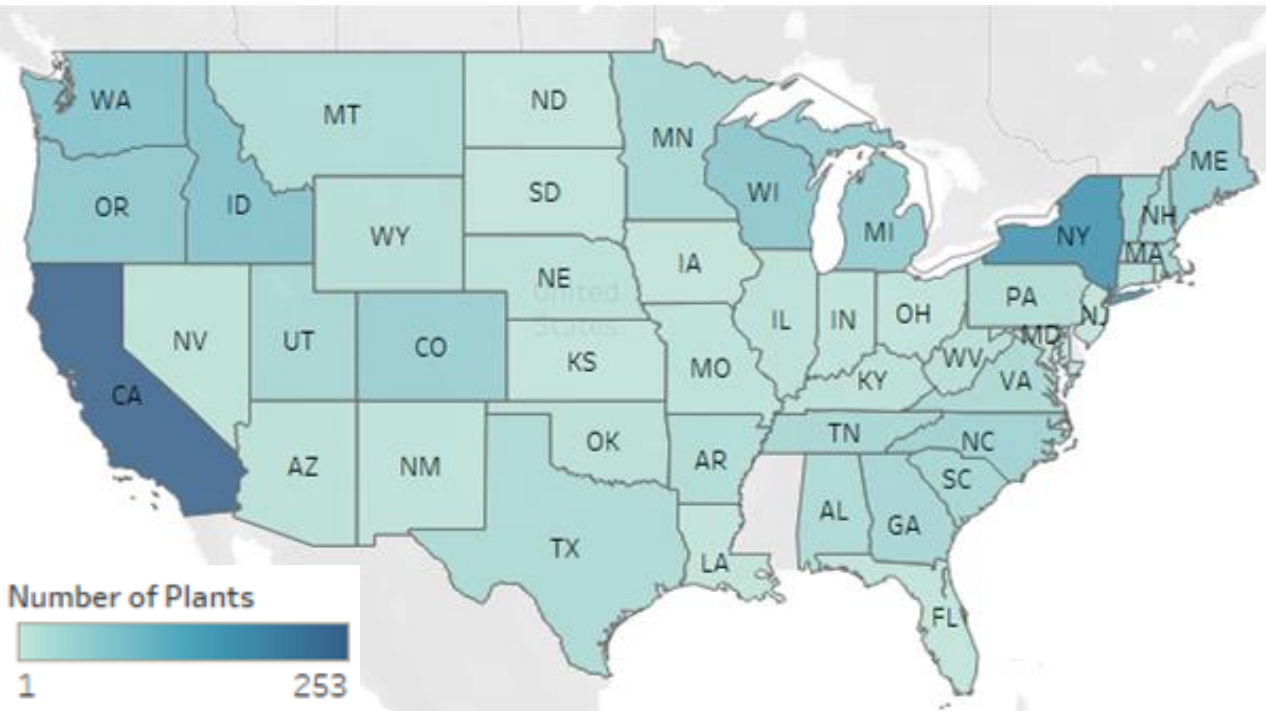 WA
MT
ND
MN
ME
OR
ID
SD
WI
NH
WY
MI
NY
MA
NE
IA
United
States
PA
NV
UT
CO
IL
IN
OH
NJ
MD
KS
MO
WV
CA
KY
VA
AZ
NM
OK
AR
TN
NC
SC
AL
GA
TX
LA
FL
Number of Plants
1 253